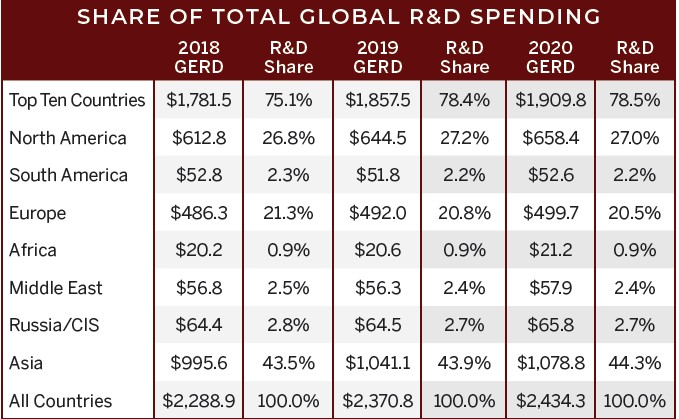 SHARE OF TOTAL GLOBAL R&D SPENDING
2018 GERD R&D Share 2019 GERD R&D Share 2020 GERD R&D Share
Top Ten Countries $1,781.5 75.1% $1,857.5 78.4% $1,909.8 78.5%
North America $612.8 26.8% $644.5 27.2% $658.4 27.0%
South America $52.8 2.3% $51.8 2.2% $52.6 2.2%
Europe $486.3 21.3% $492.0 20.8% $499.7 20.5%
Africa $20.2 0.9% $20.6 0.9% $21.2 0.9%
Middle East $56.8 2.5% $56.3 2.4% $57.9 2.4%
Russia/CIS $64.4 2.8% $64.5 2.7% $65.8 2.7%
Asia $995.6 43.5% $1,041.1 43.9% $1,078.8 44.3%
All Countries $2,288.9 100.0% $2,370.8 100.0% $2,434.3 100.0%